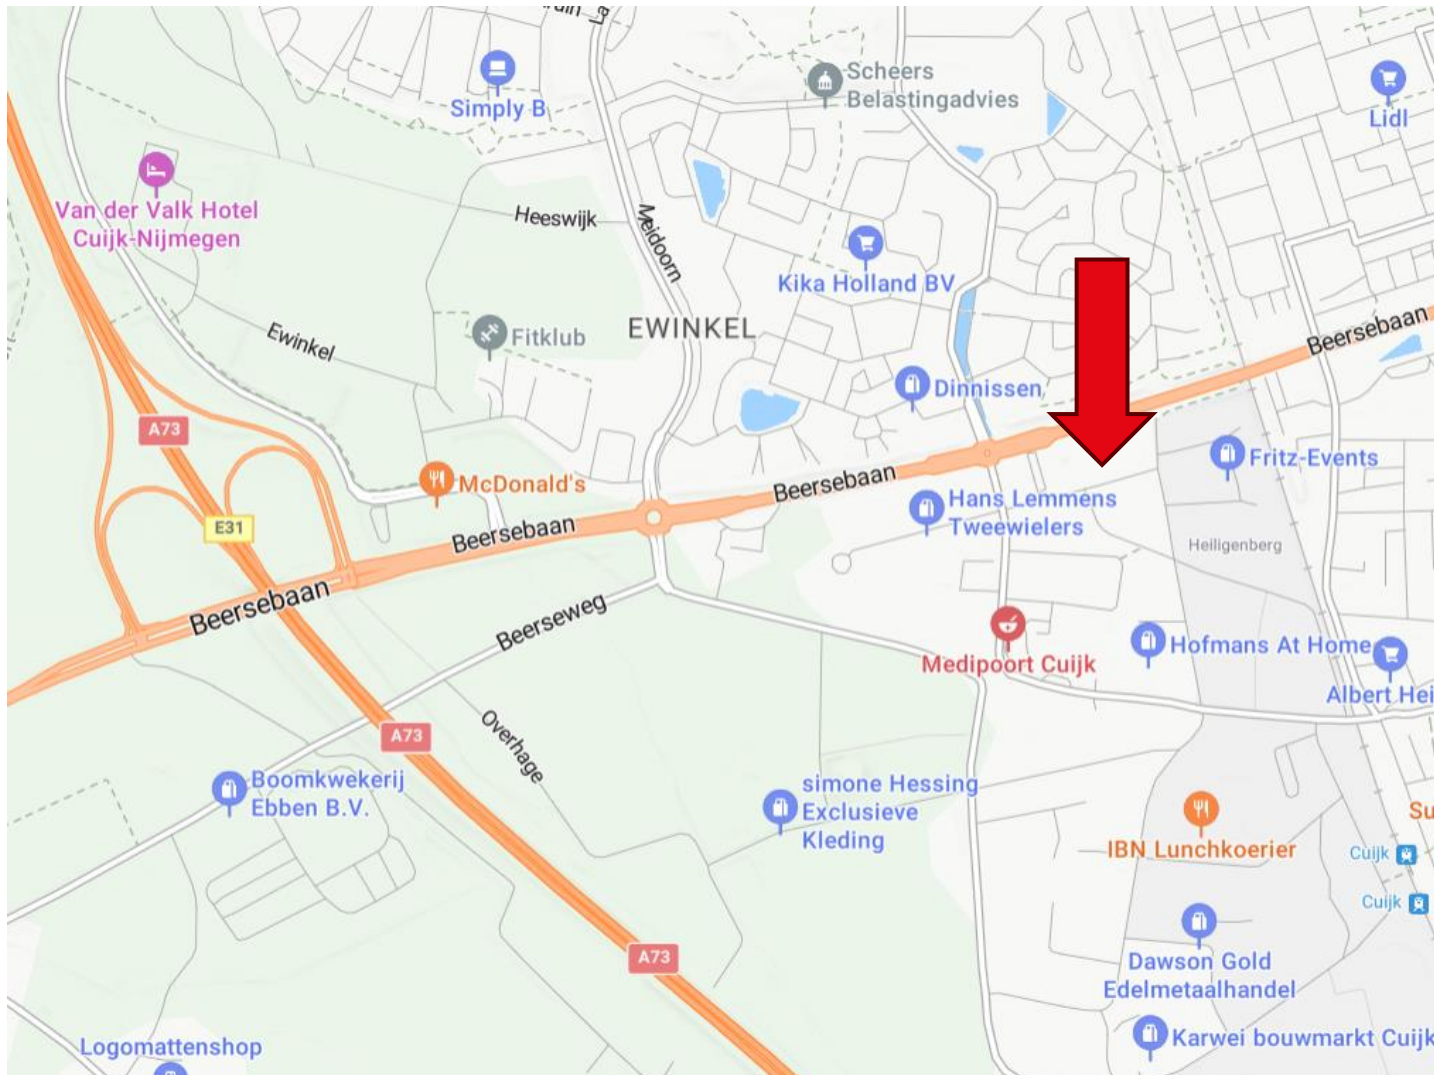 Simply B
Scheers
Belastingadvies
Lidl
Van der Valk Hotel
Cuijk-Nijmegen
Heeswijk
Meidoorn
Kika Holland BV
Ewinkel
Fitklub
EWINKEL
Beersebaan
Dinnissen
A73
McDonald's
Beersebaan
Fritz-Events
Hans Lemmens
Tweewielers
E31
Beersebaan
Heiligenberg
Beersebaan
Beerseweg
Medipoort Cuijk
Hofmans At Home
Albert Hei
A73
Overhage
Boomkwekerij
Ebben B.V.
simone Hessing
Exclusieve
Kleding
Su
IBN Lunchkoerier
Cuijk
Cuijk
A73
Dawson Gold
Edelmetaalhandel
Karwei bouwmarkt Cuijk
Logomattenshop